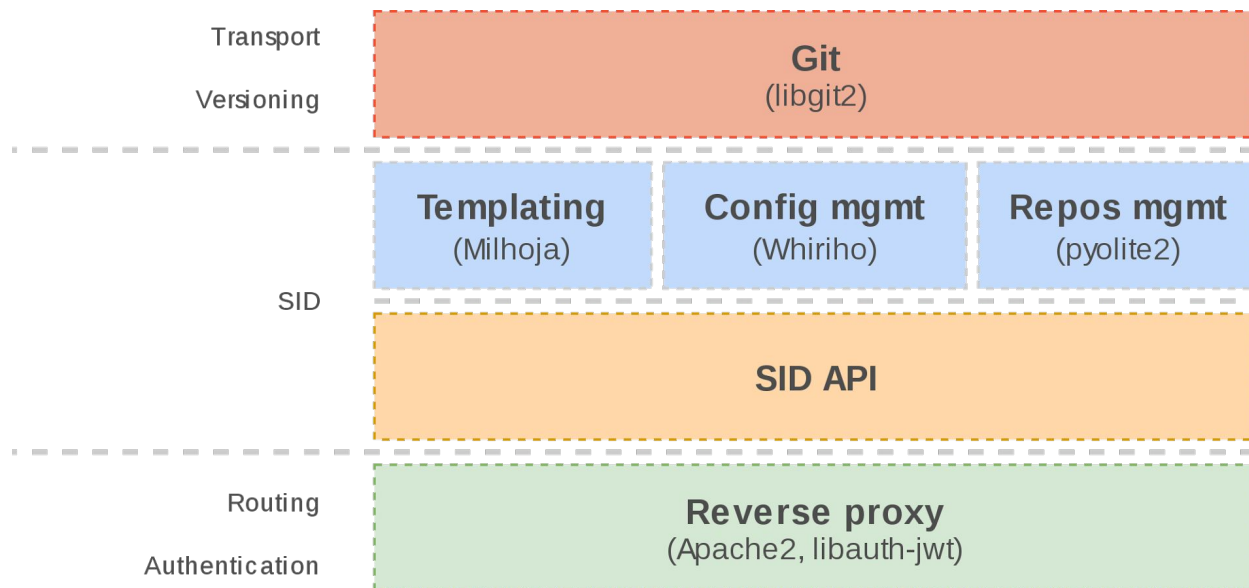 Transport
Versioning
Git
(libgit2)
Templating
(Milhoja)
Config mgmt
(Whiriho)
Repos mgmt
(pyolite2)
SID
SID API
Routing
Authentication
Reverse proxy
(Apache2, libauth-jwt)